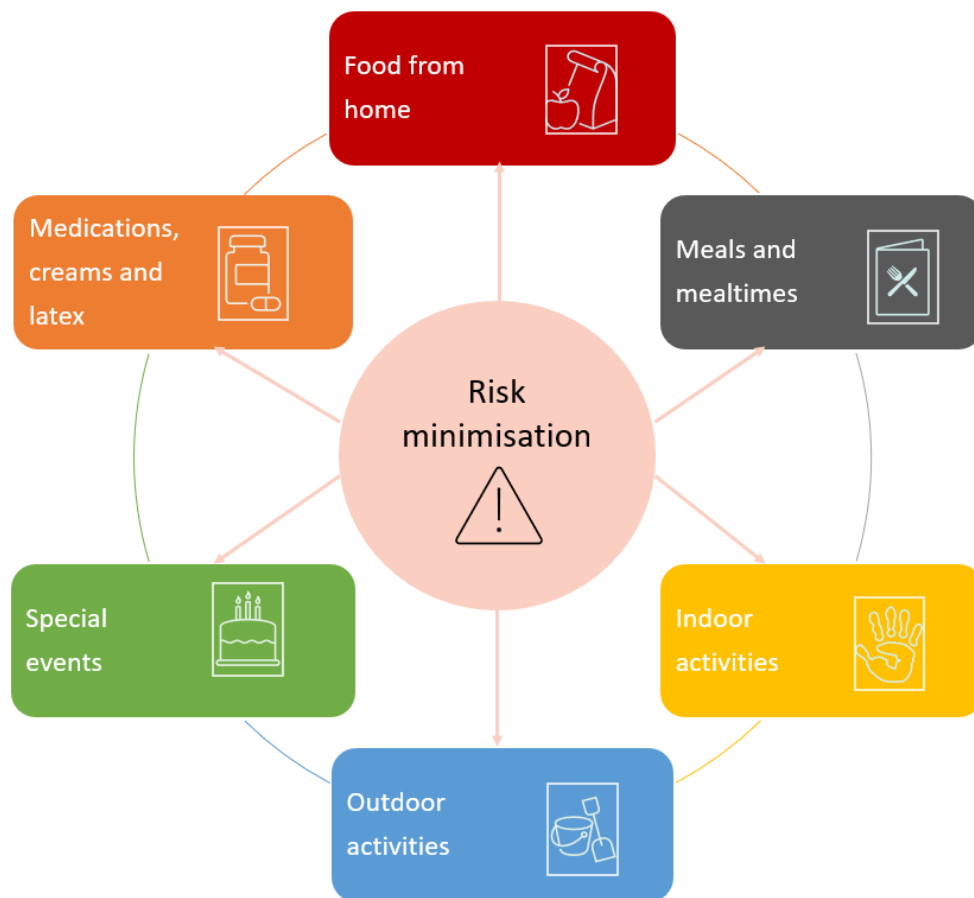 Food from
home
Medications,
creams and
latex
Meals and
mealtimes
Risk
minimisation
Special
events
Indoor
activities
Outdoor
activities